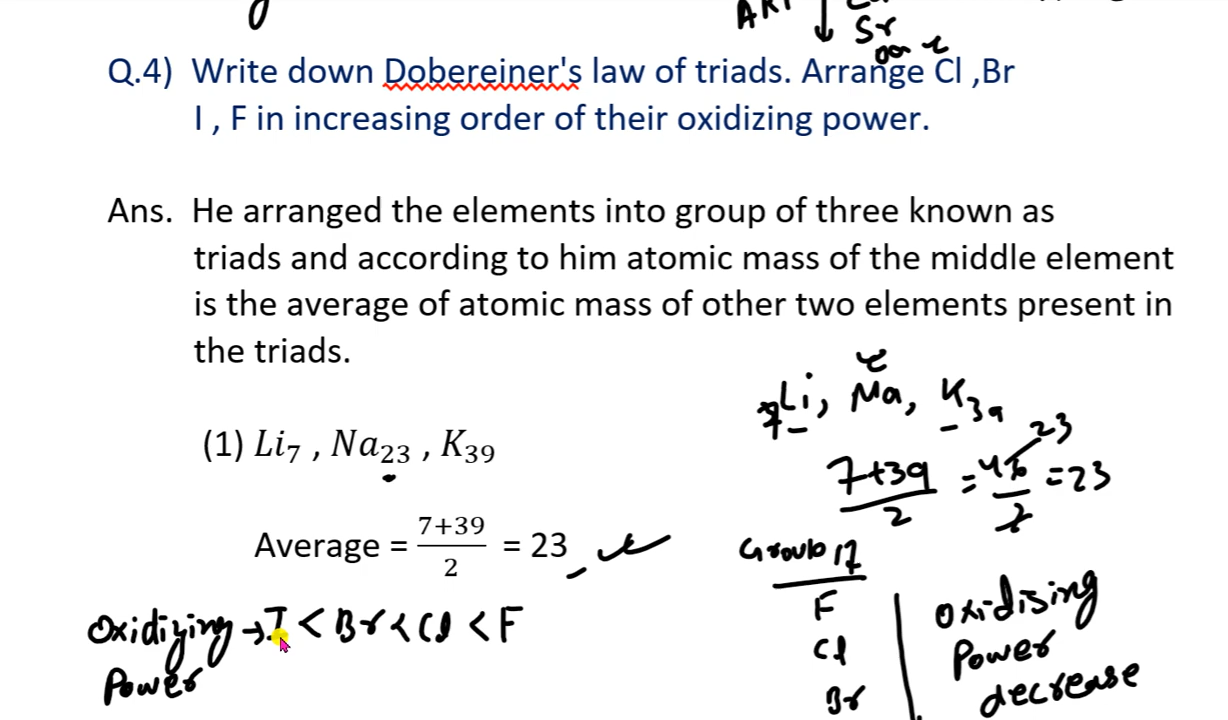 Sr
Q.4) Write down Dobereiner's law of triads. Arrange Cl ,Br
I , F in increasing order of their oxidizing power.
Ans. He arranged the elements into group of three known as
triads and according to him atomic mass of the middle element
is the average of atomic mass of other two elements present in
the triads.
7Li, Na, K39
(1) Li7 , Na23 , K39
7+39/2 = 46/2 = 23
23
Average = 7+39/2 = 23
Group 17
F
Cl
Br
Oxidising
Power
decrease
Oxidizing → I < Br < Cl < F
Power